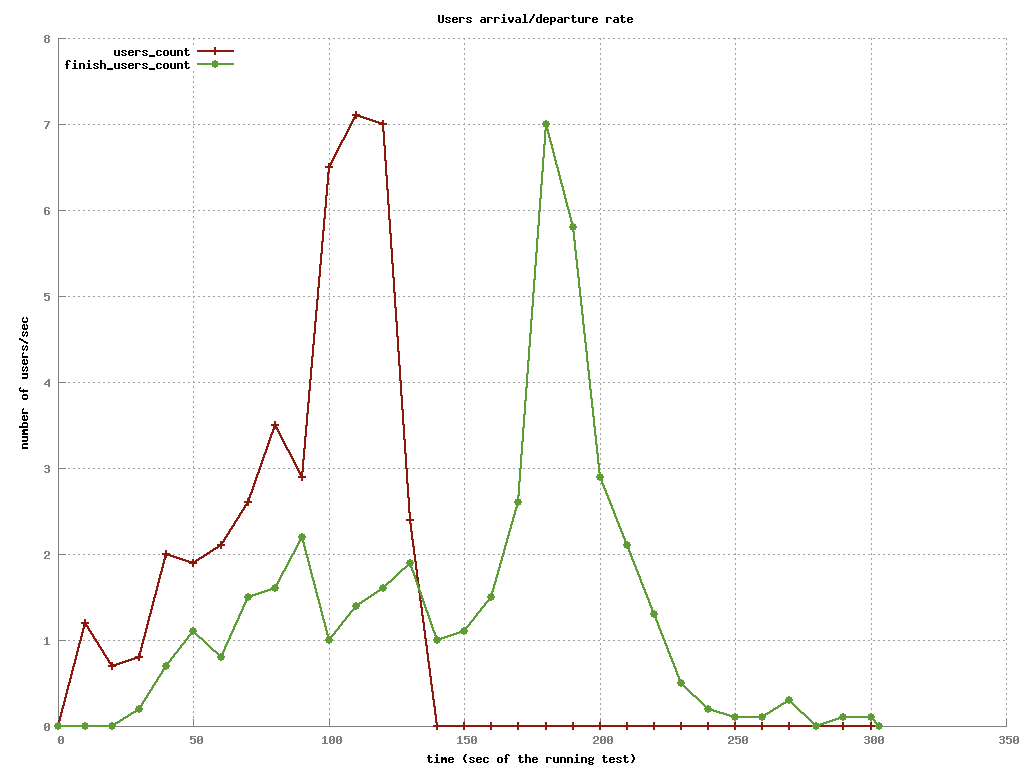 Users arrival/departure rate
users_count
finish_users_count
8
7
6
5
4
3
2
1
0
number of users/sec
0 50 100 150 200 250 300 350
time (sec of the running test)